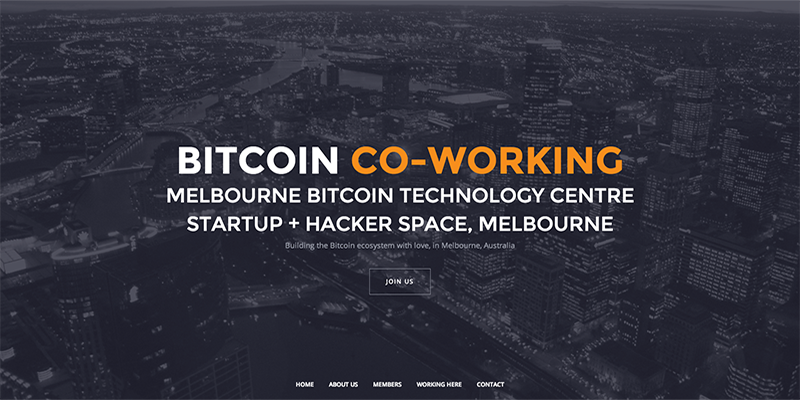 BITCOIN CO-WORKING
MELBOURNE BITCOIN TECHNOLOGY CENTRE
STARTUP + HACKER SPACE, MELBOURNE
Building the Bitcoin ecosystem with love, in Melbourne, Australia
JOIN US
HOME ABOUT US MEMBERS WORKING HERE CONTACT